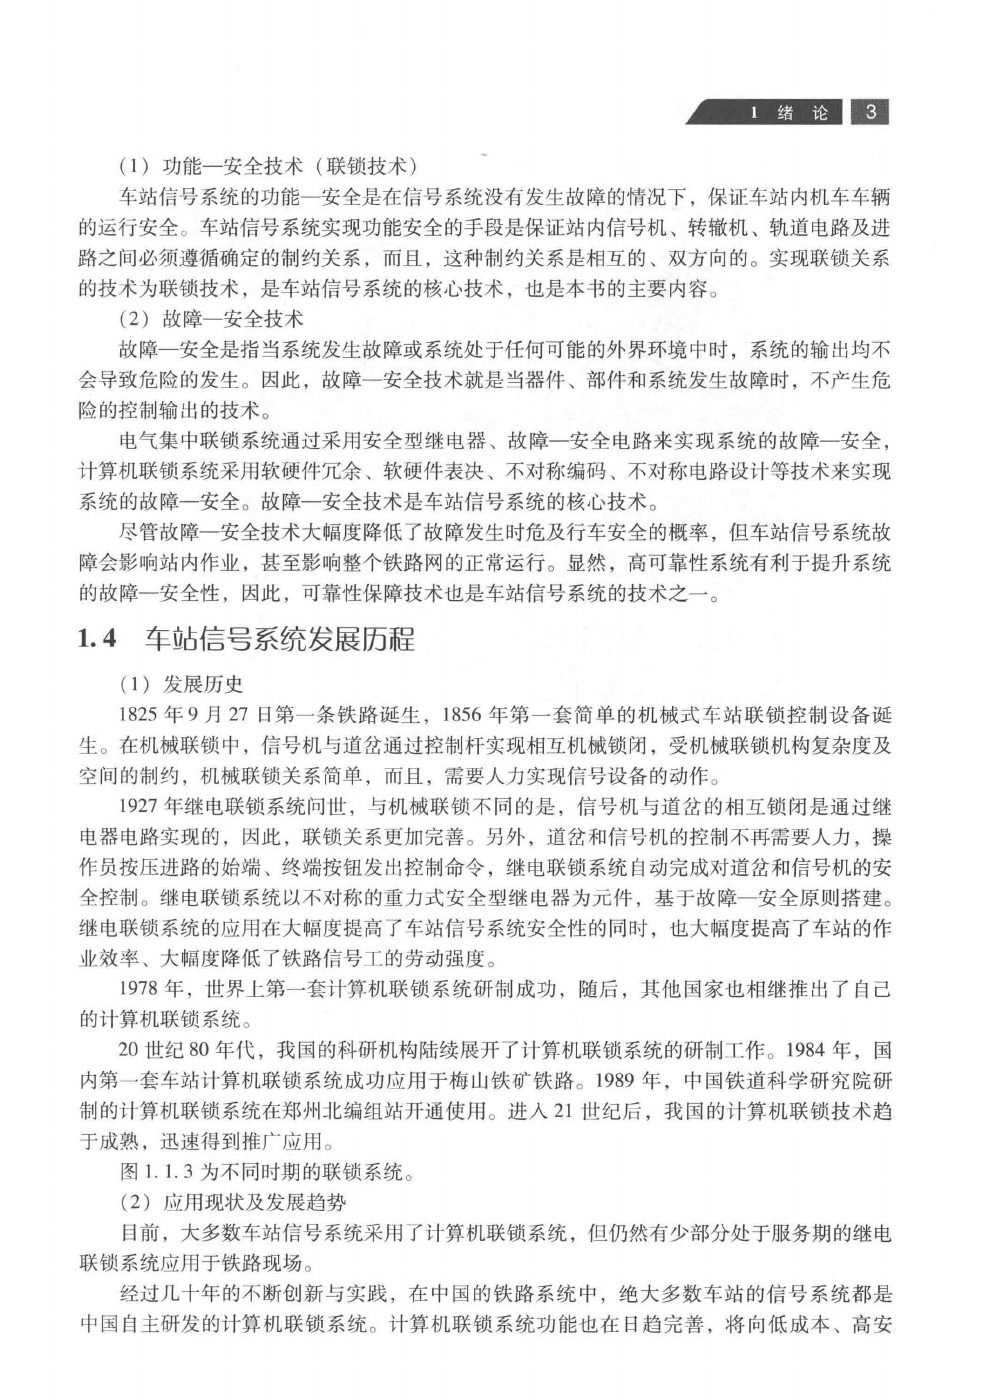 1 绪 论 3
(1) 功能—安全技术(联锁技术)
车站信号系统的功能—安全是在信号系统没有发生故障的情况下，保证车站内机车车辆
的运行安全。车站信号系统实现功能安全的手段是保证站内信号机、转辙机、轨道电路及进
路之间必须遵循确定的制约关系，而且，这种制约关系是相互的、双方向的。实现联锁关系
的技术为联锁技术，是车站信号系统的核心技术，也是本书的主要内容。
(2) 故障—安全技术
故障—安全是指当系统发生故障或系统处于任何可能的外界环境中时，系统的输出均不
会导致危险的发生。因此，故障—安全技术就是当器件、部件和系统发生故障时，不产生危
险的控制输出的技术。
电气集中联锁系统通过采用安全型继电器、故障—安全电路来实现系统的故障—安全，
计算机联锁系统采用软硬件冗余、软硬件表决、不对称编码、不对称电路设计等技术来实现
系统的故障—安全。故障—安全技术是车站信号系统的核心技术。
尽管故障—安全技术大幅度降低了故障发生时危及行车安全的概率，但车站信号系统故
障会影响站内作业，甚至影响整个铁路网的正常运行。显然，高可靠性系统有利于提升系统
的故障—安全性，因此，可靠性保障技术也是车站信号系统的技术之一。
1.4 车站信号系统发展历程
(1) 发展历史
1825 年 9 月 27 日第一条铁路诞生，1856 年第一套简单的机械式车站联锁控制设备诞
生。在机械联锁中，信号机与道岔通过控制杆实现相互机械锁闭，受机械联锁机构复杂度及
空间的制约，机械联锁关系简单，而且，需要人力实现信号设备的动作。
1927 年继电联锁系统问世，与机械联锁不同的是，信号机与道岔的相互锁闭是通过继
电器电路实现的，因此，联锁关系更加完善。另外，道岔和信号机的控制不再需要人力，操
作员按压进路的始端、终端按钮发出控制命令，继电联锁系统自动完成对道岔和信号机的安
全控制。继电联锁系统以不对称的重力式安全型继电器为元件，基于故障—安全原则搭建。
继电联锁系统的应用在大幅度提高了车站信号系统安全性的同时，也大幅度提高了车站的作
业效率、大幅度降低了铁路信号工的劳动强度。
1978 年，世界上第一套计算机联锁系统研制成功，随后，其他国家也相继推出了自己
的计算机联锁系统。
20 世纪 80 年代，我国的科研机构陆续展开了计算机联锁系统的研制工作。1984 年，国
内第一套车站计算机联锁系统成功应用于梅山铁矿铁路。1989 年，中国铁道科学研究院研
制的计算机联锁系统在郑州北编组站开通使用。进入 21 世纪后，我国的计算机联锁技术趋
于成熟，迅速得到推广应用。
图 1.1.3 为不同时期的联锁系统。
(2) 应用现状及发展趋势
目前，大多数车站信号系统采用了计算机联锁系统，但仍然有少部分处于服务期的继电
联锁系统应用于铁路现场。
经过几十年的不断创新与实践，在中国的铁路系统中，绝大多数车站的信号系统都是
中国自主研发的计算机联锁系统。计算机联锁系统功能也在日趋完善，将向低成本、高安